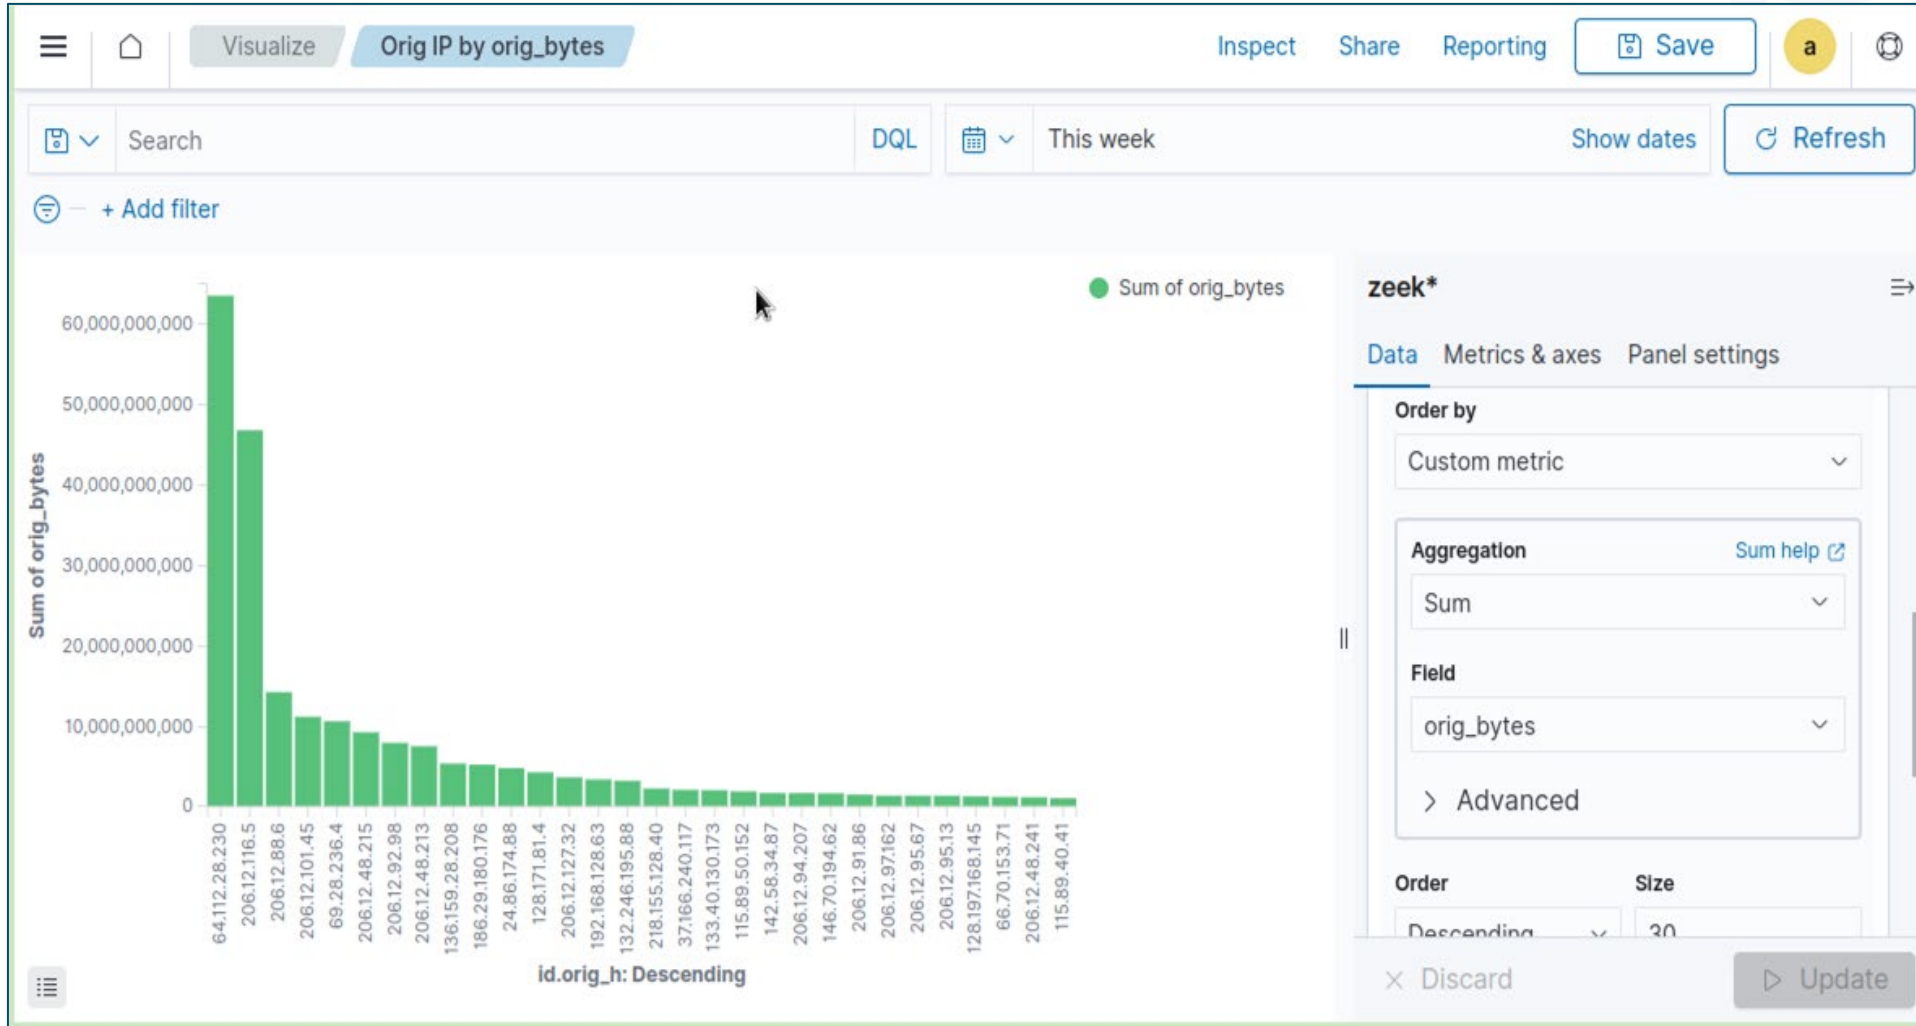 Visualize
Orig IP by orig_bytes
Inspect
Share
Reporting
Save
a
Search
DQL
This week
Show dates
Refresh
+ Add filter
Sum of orig_bytes
60,000,000,000
50,000,000,000
40,000,000,000
30,000,000,000
20,000,000,000
10,000,000,000
0
Sum of orig_bytes
64.112.28.230
206.12.116.5
206.12.88.6
206.12.101.45
69.28.236.4
206.12.48.215
206.12.92.98
206.12.48.213
136.159.28.208
186.29.180.176
24.86.174.88
128.171.81.4
206.12.127.32
192.168.128.63
132.246.195.88
218.155.128.40
37.166.240.117
133.40.130.173
115.89.50.152
142.58.34.87
206.12.94.207
146.70.194.62
206.12.91.86
206.12.97.162
206.12.95.67
206.12.95.13
128.197.168.145
66.70.153.71
206.12.48.241
115.89.40.41
id.orig_h: Descending
zeek*
Data
Metrics & axes
Panel settings
Order by
Custom metric
Aggregation
Sum help
Sum
Field
orig_bytes
Advanced
Order
Size
Descending
30
Discard
Update